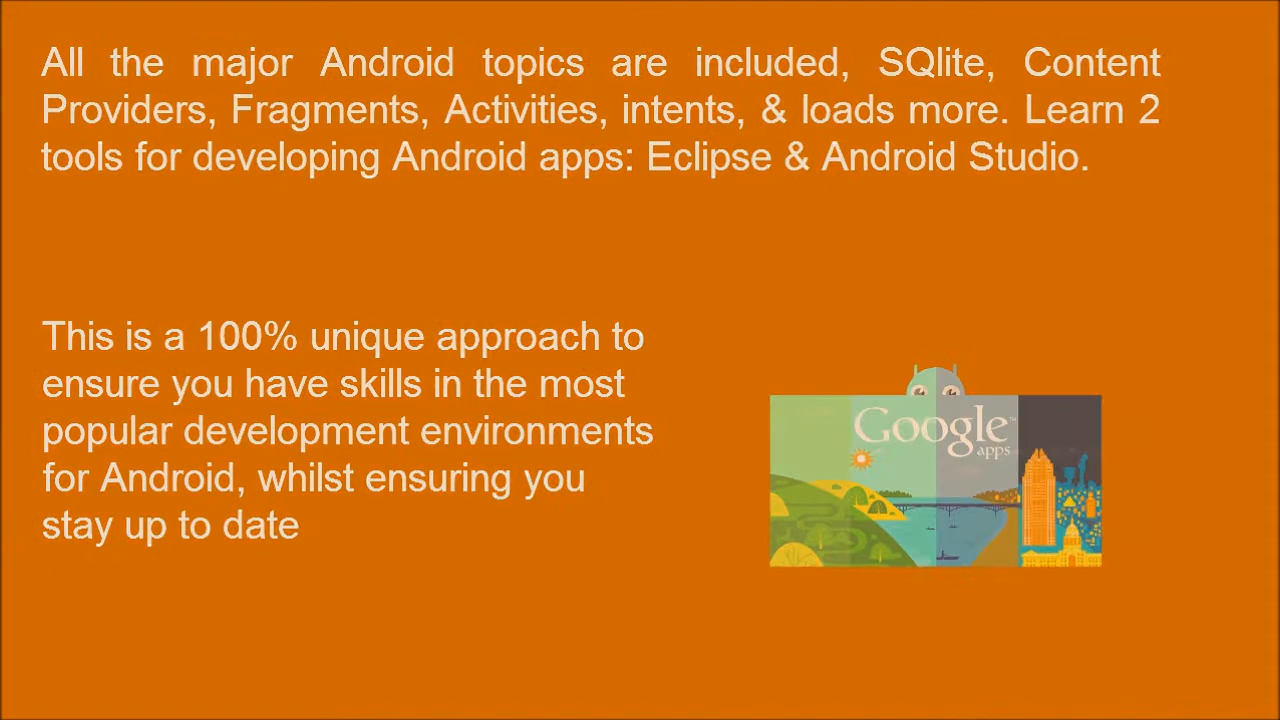 All the major Android topics are included, SQlite, Content
Providers, Fragments, Activities, intents, & loads more. Learn 2
tools for developing Android apps: Eclipse & Android Studio.
This is a 100% unique approach to
ensure you have skills in the most
popular development environments
for Android, whilst ensuring you
stay up to date
Google™
apps